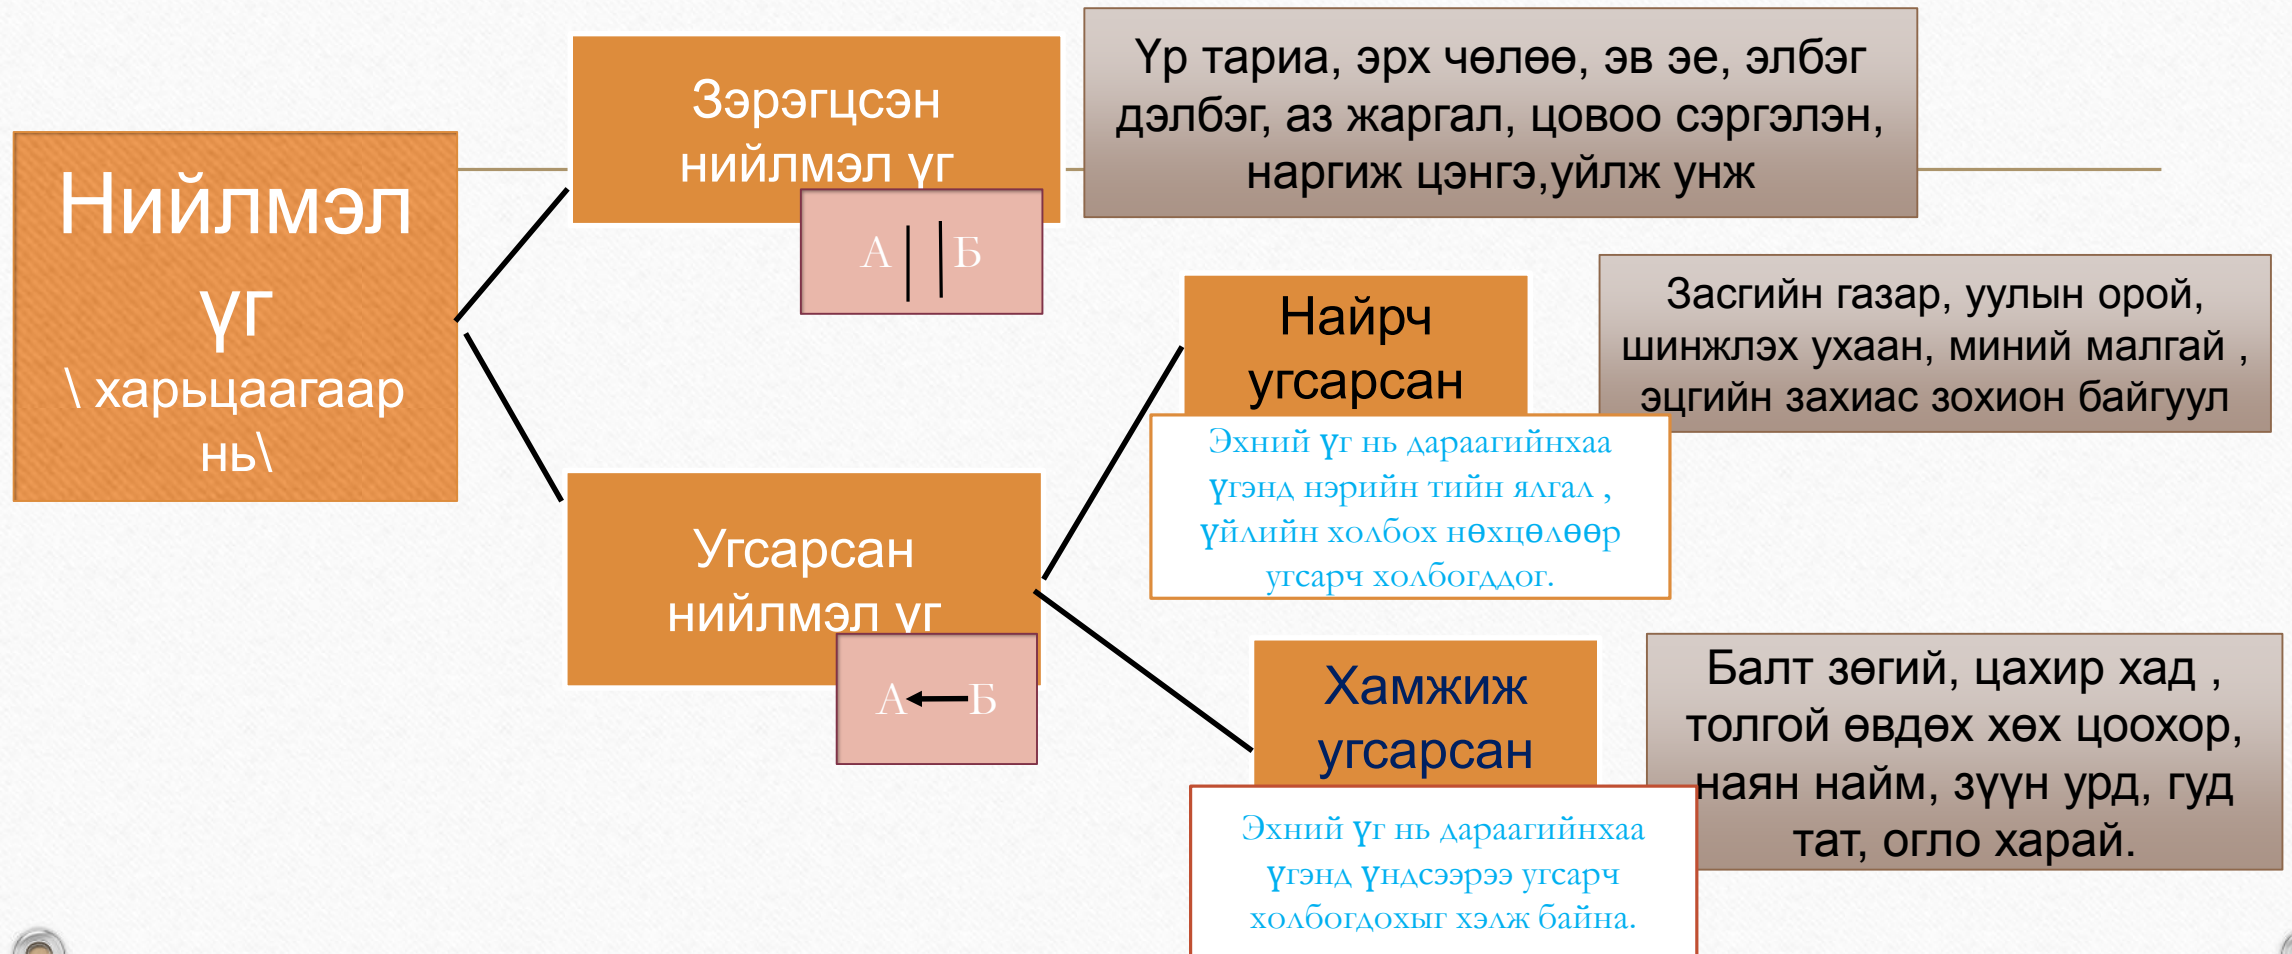 Нийлмэл
үг
\ харьцаагаар
нь\
Зэрэгцсэн
нийлмэл үг
А Б
Үр тариа, эрх чөлөө, эв эе, элбэг
дэлбэг, аз жаргал, цовоо сэргэлэн,
наргиж цэнгэ,уйлж унж
Угсарсан
нийлмэл үг
А Б
Найрч
угсарсан
Эхний үг нь дараагийнхаа
үгэнд нэрийн тийн ялгал ,
үйлийн холбох нөхцөлөөр
угсарч холбогддог.
Засгийн газар, уулын орой,
шинжлэх ухаан, миний малгай ,
эцгийн захиас зохион байгуул
Хамжиж
угсарсан
Эхний үг нь дараагийнхаа
үгэнд үндсээрээ угсарч
холбогдохыг хэлж байна.
Балт зөгий, цахир хад ,
толгой өвдөх хөх цоохор,
наян найм, зүүн урд, гуд
тат, огло харай.